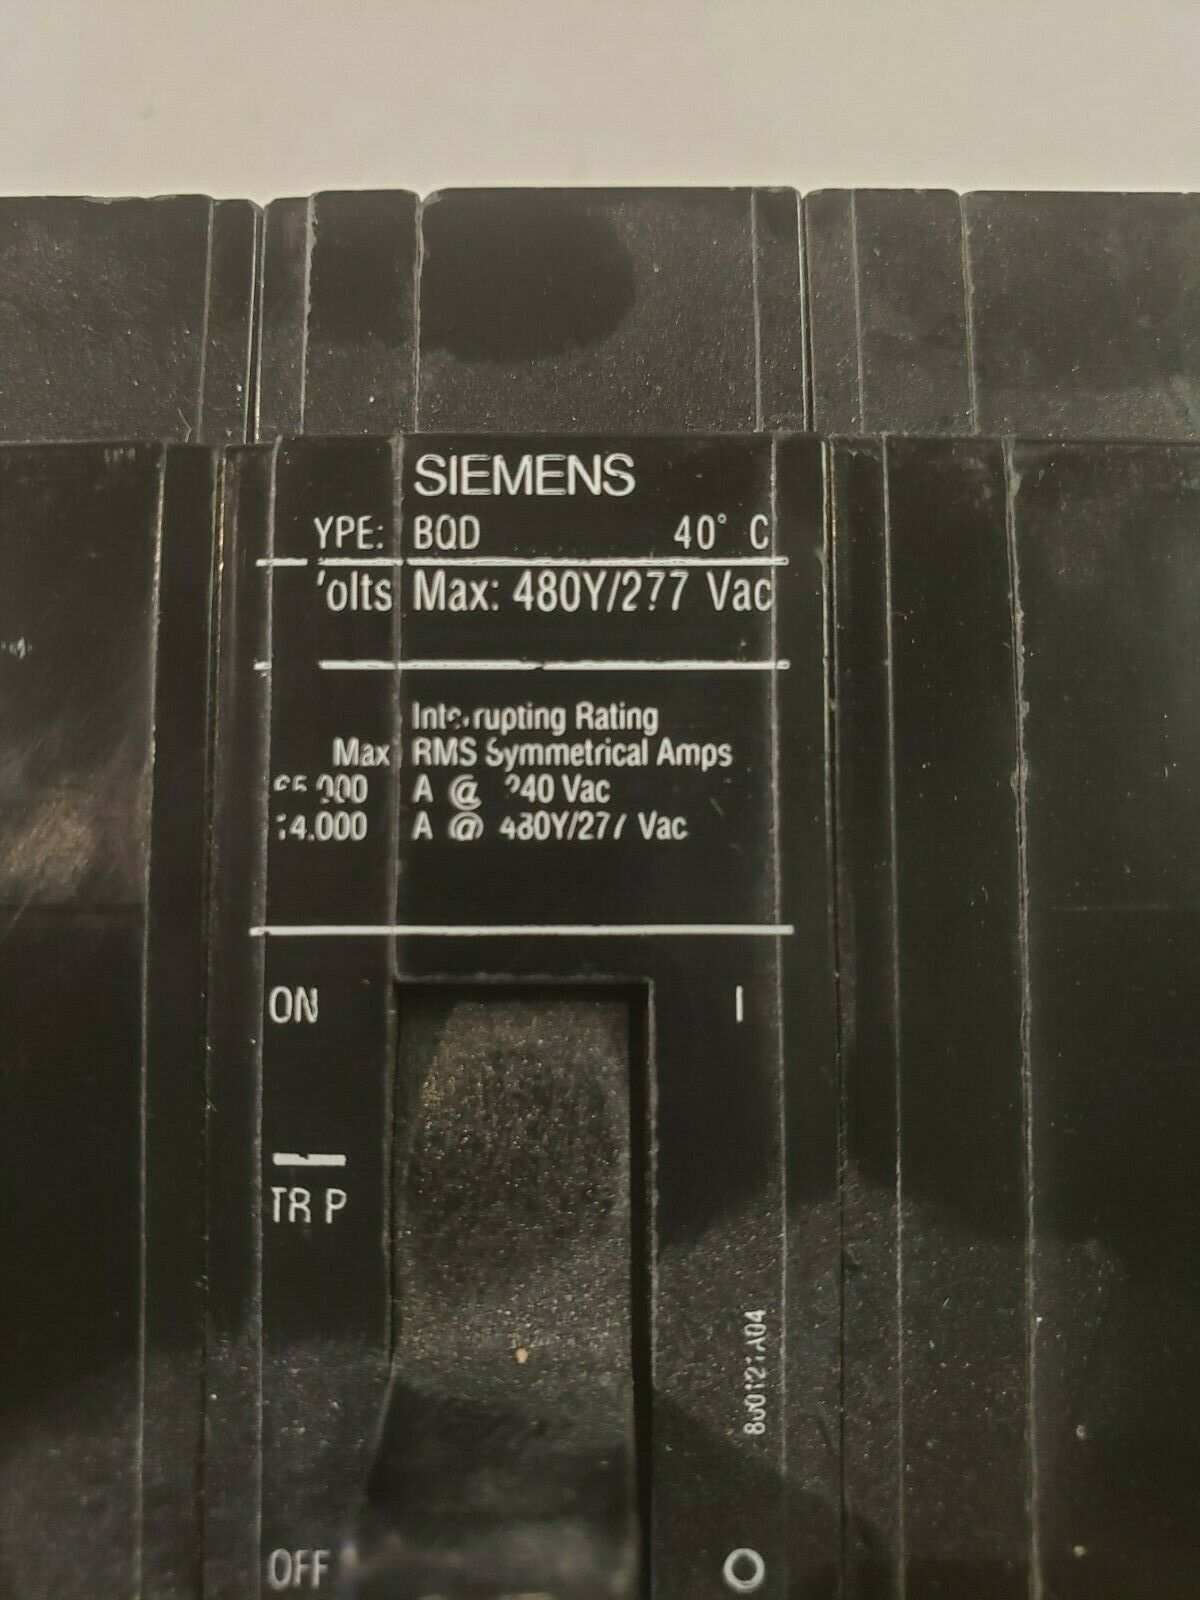 SIEMENS
YPE: BQD 40° C
olts Max: 480Y/277 Vac
Interrupting Rating
Max RMS Symmetrical Amps
A @ 240 Vac
A @ 480Y/277 Vac
ON I
TRIP
OFF O